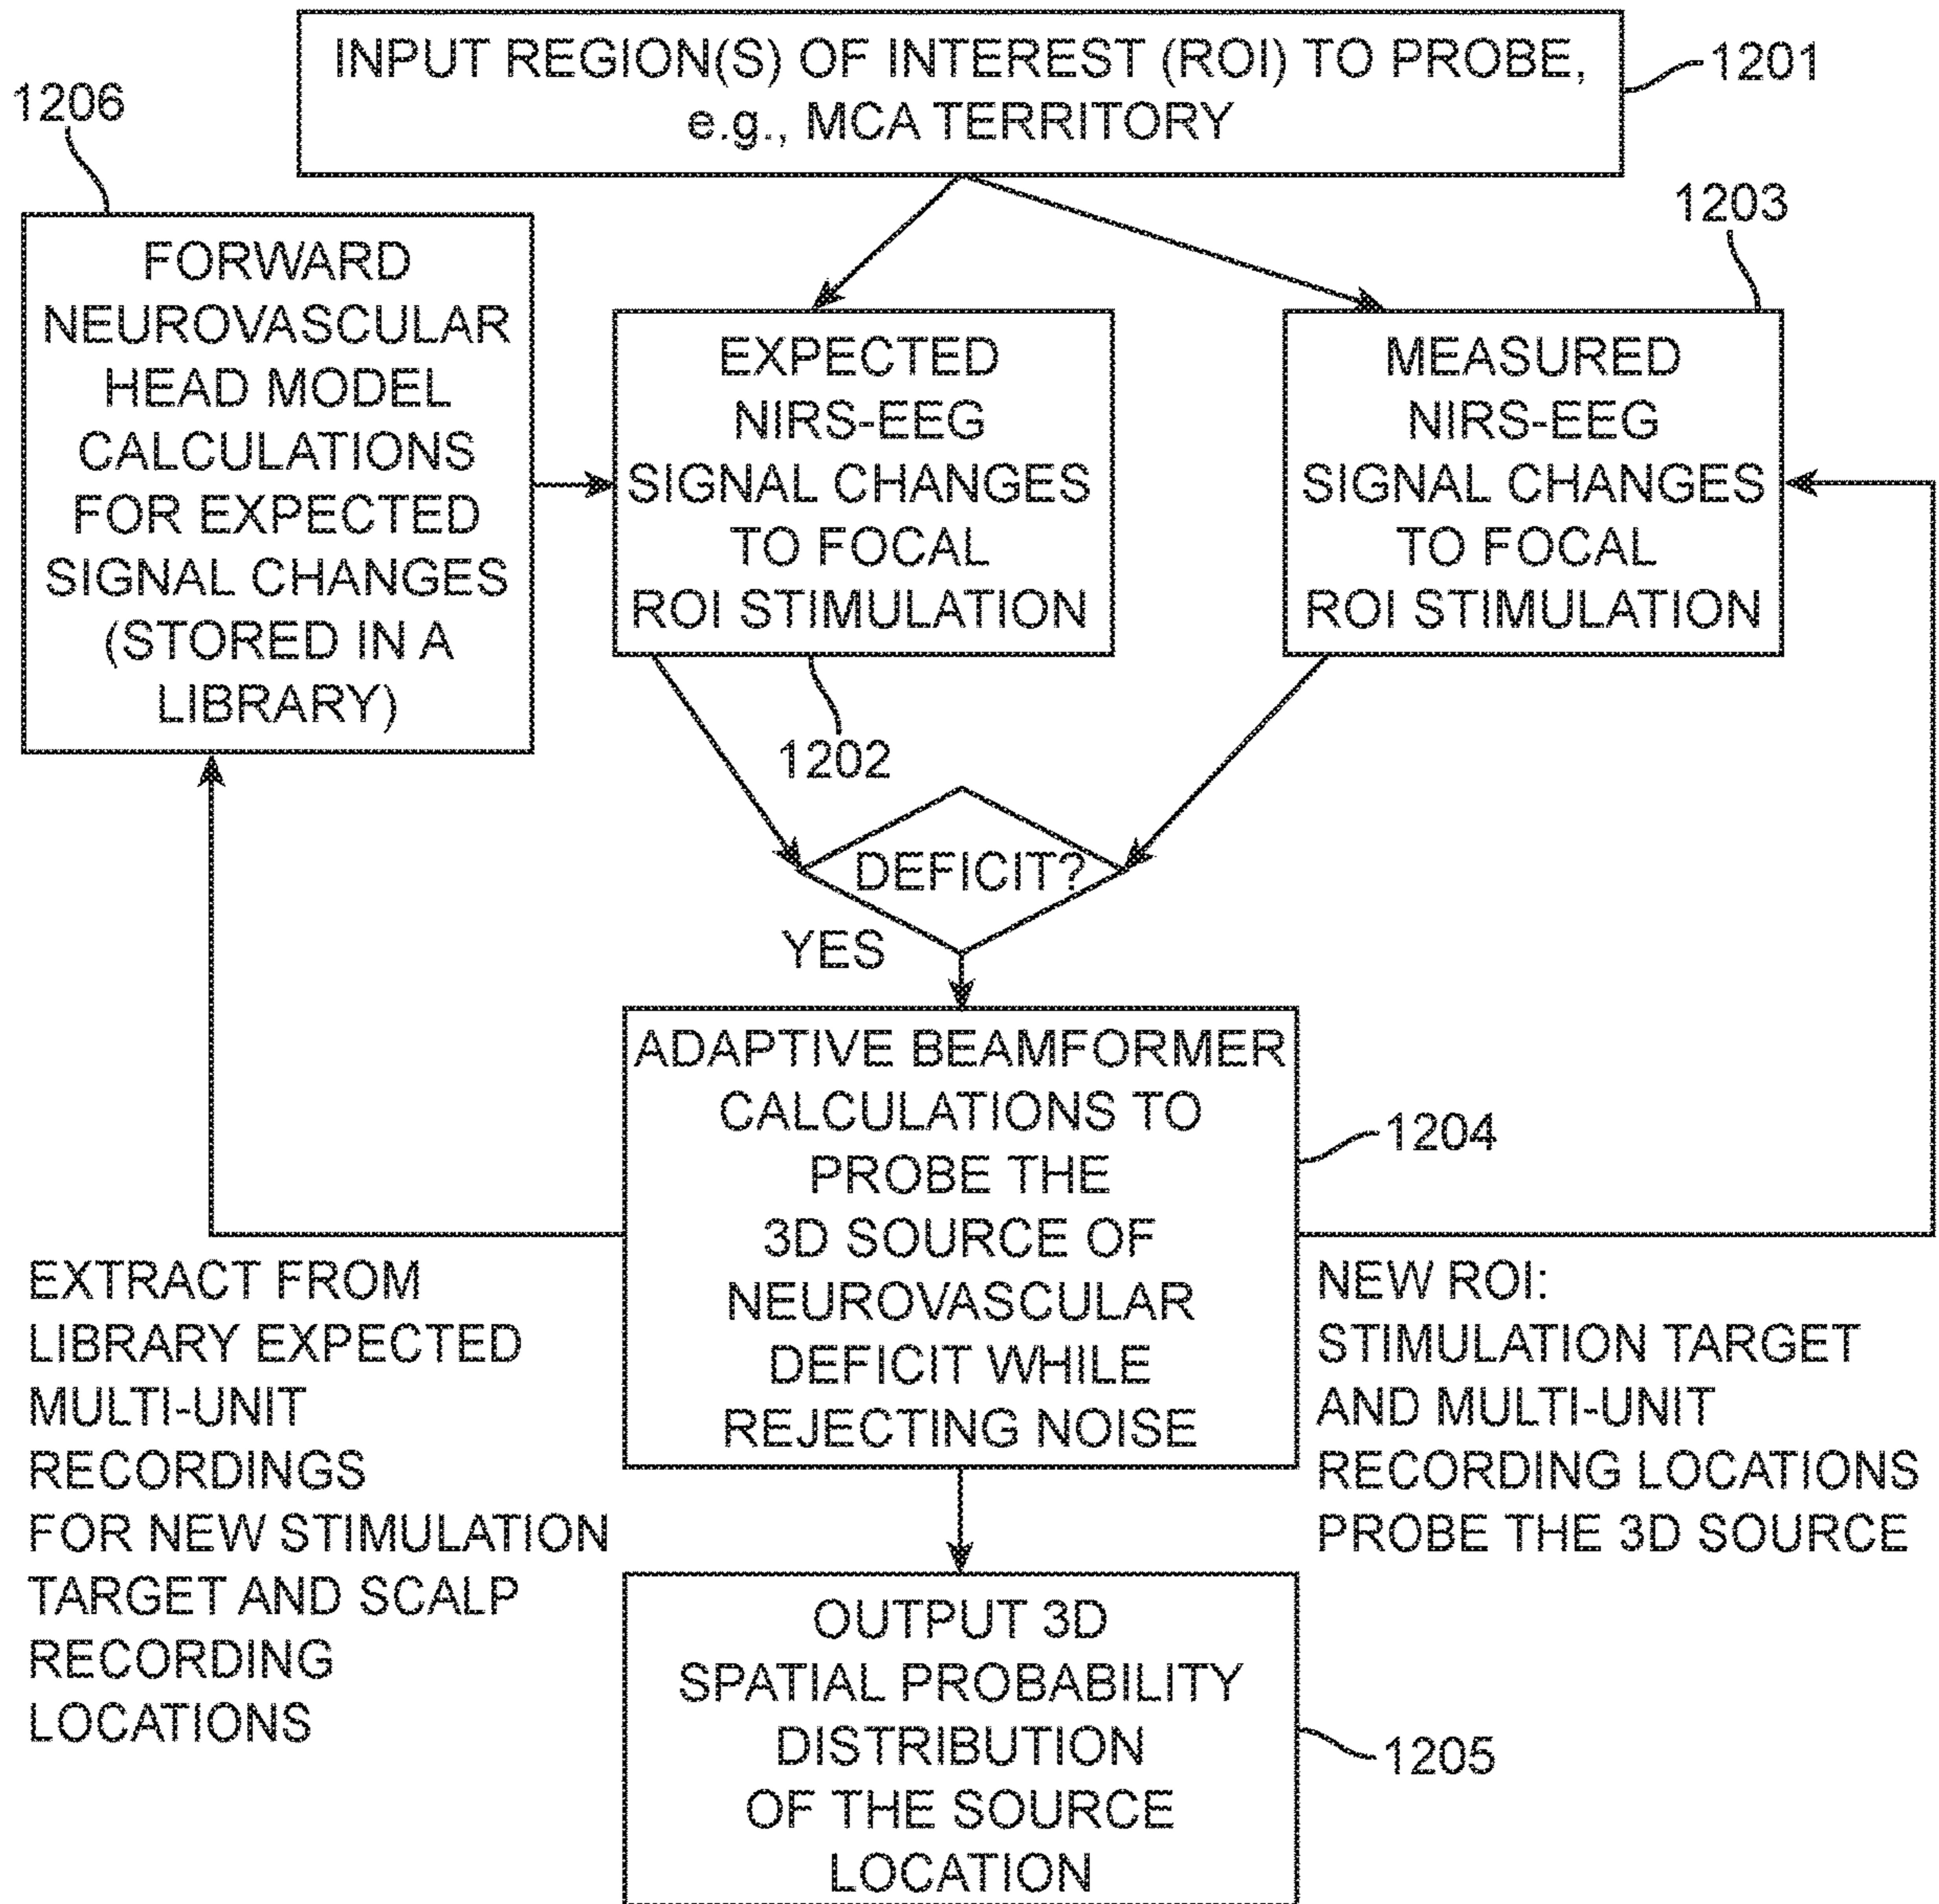 INPUT REGION(S) OF INTEREST (ROI) TO PROBE,
e.g., MCA TERRITORY
1201
1206
FORWARD
NEUROVASCULAR
HEAD MODEL
CALCULATIONS
FOR EXPECTED
SIGNAL CHANGES
(STORED IN A
LIBRARY)
EXPECTED
NIRS-EEG
SIGNAL CHANGES
TO FOCAL
ROI STIMULATION
1202
1203
MEASURED
NIRS-EEG
SIGNAL CHANGES
TO FOCAL
ROI STIMULATION
DEFICIT?
YES
ADAPTIVE BEAMFORMER
CALCULATIONS TO
PROBE THE
3D SOURCE OF
NEUROVASCULAR
DEFICIT WHILE
REJECTING NOISE
1204
EXTRACT FROM
LIBRARY EXPECTED
MULTI-UNIT
RECORDINGS
FOR NEW STIMULATION
TARGET AND SCALP
RECORDING
LOCATIONS
NEW ROI:
STIMULATION TARGET
AND MULTI-UNIT
RECORDING LOCATIONS
PROBE THE 3D SOURCE
OUTPUT 3D
SPATIAL PROBABILITY
DISTRIBUTION
OF THE SOURCE
LOCATION
1205